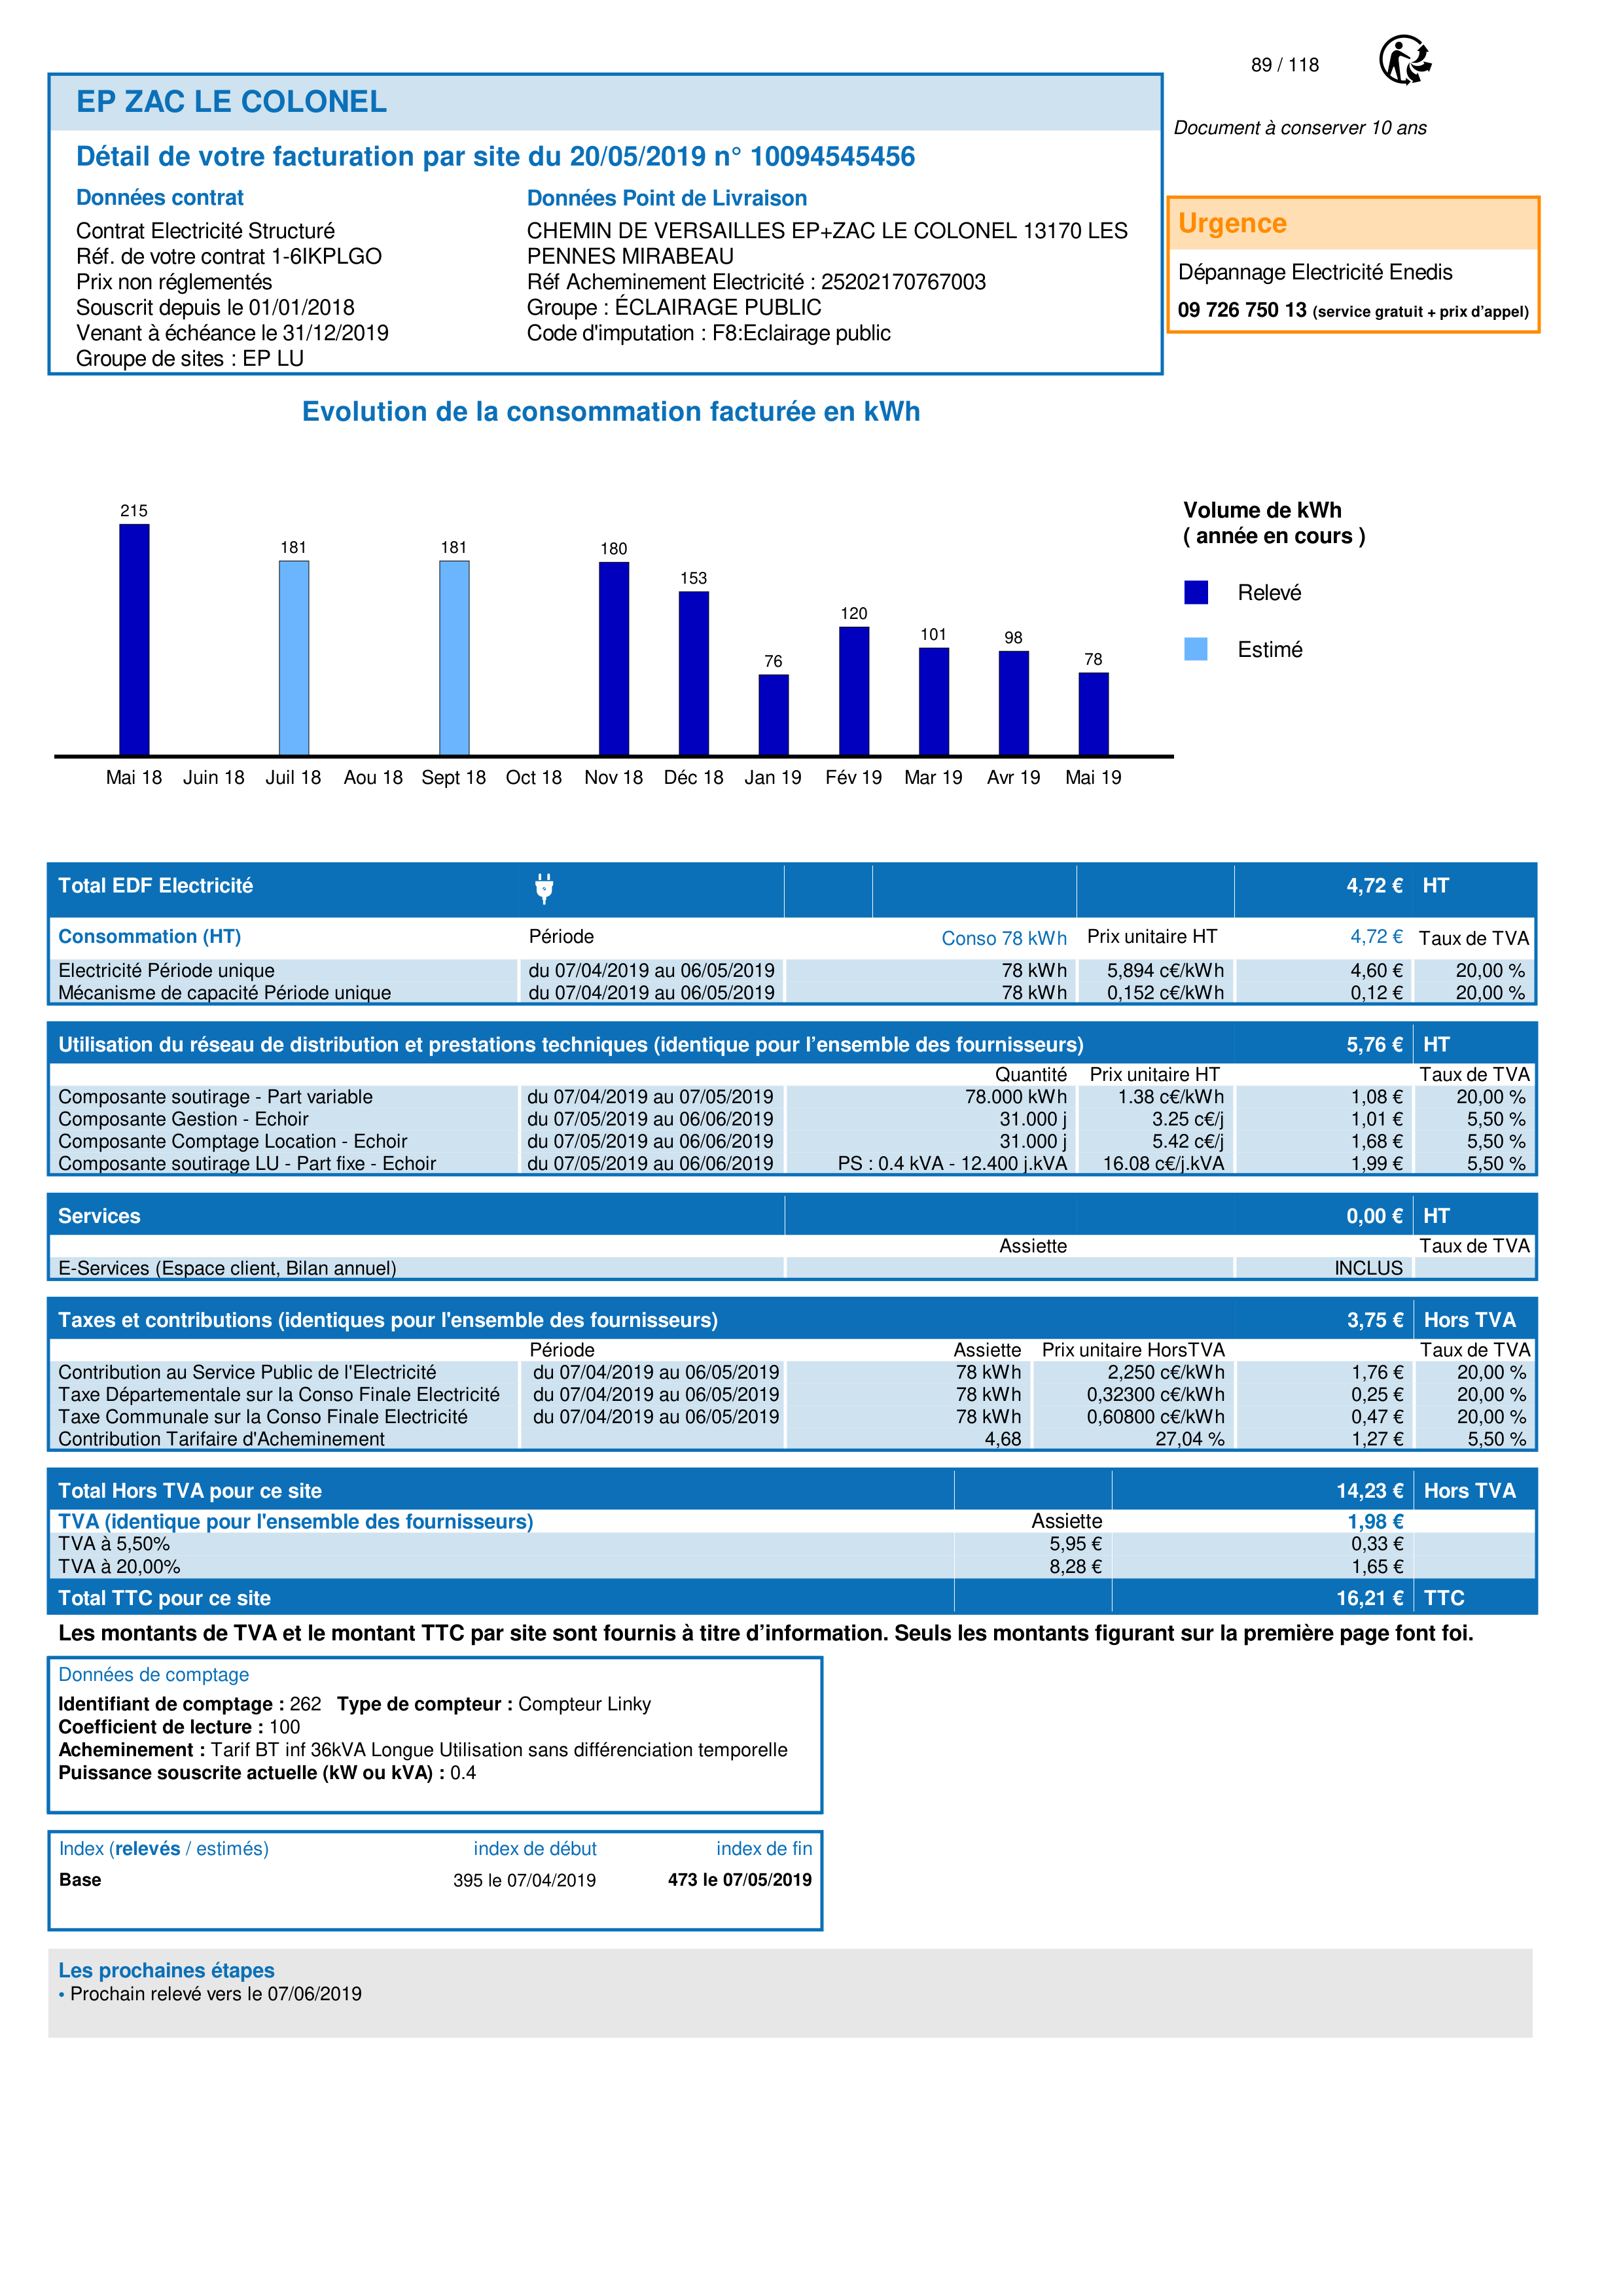 89 / 118
EP ZAC LE COLONEL
Document à conserver 10 ans
Détail de votre facturation par site du 20/05/2019 n° 10094545456
Données contrat
Contrat Electricité Structuré
Réf. de votre contrat 1-6IKPLGO
Prix non réglementés
Souscrit depuis le 01/01/2018
Venant à échéance le 31/12/2019
Groupe de sites : EP LU
Données Point de Livraison
CHEMIN DE VERSAILLES EP+ZAC LE COLONEL 13170 LES
PENNES MIRABEAU
Réf Acheminement Electricité : 25202170767003
Groupe : ÉCLAIRAGE PUBLIC
Code d'imputation : F8:Eclairage public
Urgence
Dépannage Electricité Enedis
09 726 750 13 (service gratuit + prix d'appel)
Evolution de la consommation facturée en kWh
215 181 181 180 153 76 120 101 98 78
Mai 18 Juin 18 Juil 18 Aou 18 Sept 18 Oct 18 Nov 18 Déc 18 Jan 19 Fév 19 Mar 19 Avr 19 Mai 19
Volume de kWh
( année en cours )
Relevé
Estimé
Total EDF Electricité 4,72 € HT
Consommation (HT) Période Conso 78 kWh Prix unitaire HT 4,72 € Taux de TVA
Electricité Période unique du 07/04/2019 au 06/05/2019 78 kWh 5,894 c€/kWh 4,60 € 20,00 %
Mécanisme de capacité Période unique du 07/04/2019 au 06/05/2019 78 kWh 0,152 c€/kWh 0,12 € 20,00 %
Utilisation du réseau de distribution et prestations techniques (identique pour l'ensemble des fournisseurs) 5,76 € HT
Quantité Prix unitaire HT Taux de TVA
Composante soutirage - Part variable du 07/04/2019 au 07/05/2019 78.000 kWh 1.38 c€/kWh 1,08 € 20,00 %
Composante Gestion - Echoir du 07/05/2019 au 06/06/2019 31.000 j 3.25 c€/j 1,01 € 5,50 %
Composante Comptage Location - Echoir du 07/05/2019 au 06/06/2019 31.000 j 5.42 c€/j 1,68 € 5,50 %
Composante soutirage LU - Part fixe - Echoir du 07/05/2019 au 06/06/2019 PS : 0.4 kVA - 12.400 j.kVA 16.08 c€/j.kVA 1,99 € 5,50 %
Services 0,00 € HT
Assiette Taux de TVA
E-Services (Espace client, Bilan annuel) INCLUS
Taxes et contributions (identiques pour l'ensemble des fournisseurs) 3,75 € Hors TVA
Période Assiette Prix unitaire HorsTVA Taux de TVA
Contribution au Service Public de l'Electricité du 07/04/2019 au 06/05/2019 78 kWh 2,250 c€/kWh 1,76 € 20,00 %
Taxe Départementale sur la Conso Finale Electricité du 07/04/2019 au 06/05/2019 78 kWh 0,32300 c€/kWh 0,25 € 20,00 %
Taxe Communale sur la Conso Finale Electricité du 07/04/2019 au 06/05/2019 78 kWh 0,60800 c€/kWh 0,47 € 20,00 %
Contribution Tarifaire d'Acheminement 4,68 27,04 % 1,27 € 5,50 %
Total Hors TVA pour ce site 14,23 € Hors TVA
TVA (identique pour l'ensemble des fournisseurs) Assiette 1,98 €
TVA à 5,50% 5,95 € 0,33 €
TVA à 20,00% 8,28 € 1,65 €
Total TTC pour ce site 16,21 € TTC
Les montants de TVA et le montant TTC par site sont fournis à titre d'information. Seuls les montants figurant sur la première page font foi.
Données de comptage
Identifiant de comptage : 262 Type de compteur : Compteur Linky
Coefficient de lecture : 100
Acheminement : Tarif BT inf 36kVA Longue Utilisation sans différenciation temporelle
Puissance souscrite actuelle (kW ou kVA) : 0.4
Index (relevés / estimés) index de début index de fin
Base 395 le 07/04/2019 473 le 07/05/2019
Les prochaines étapes
• Prochain relevé vers le 07/06/2019